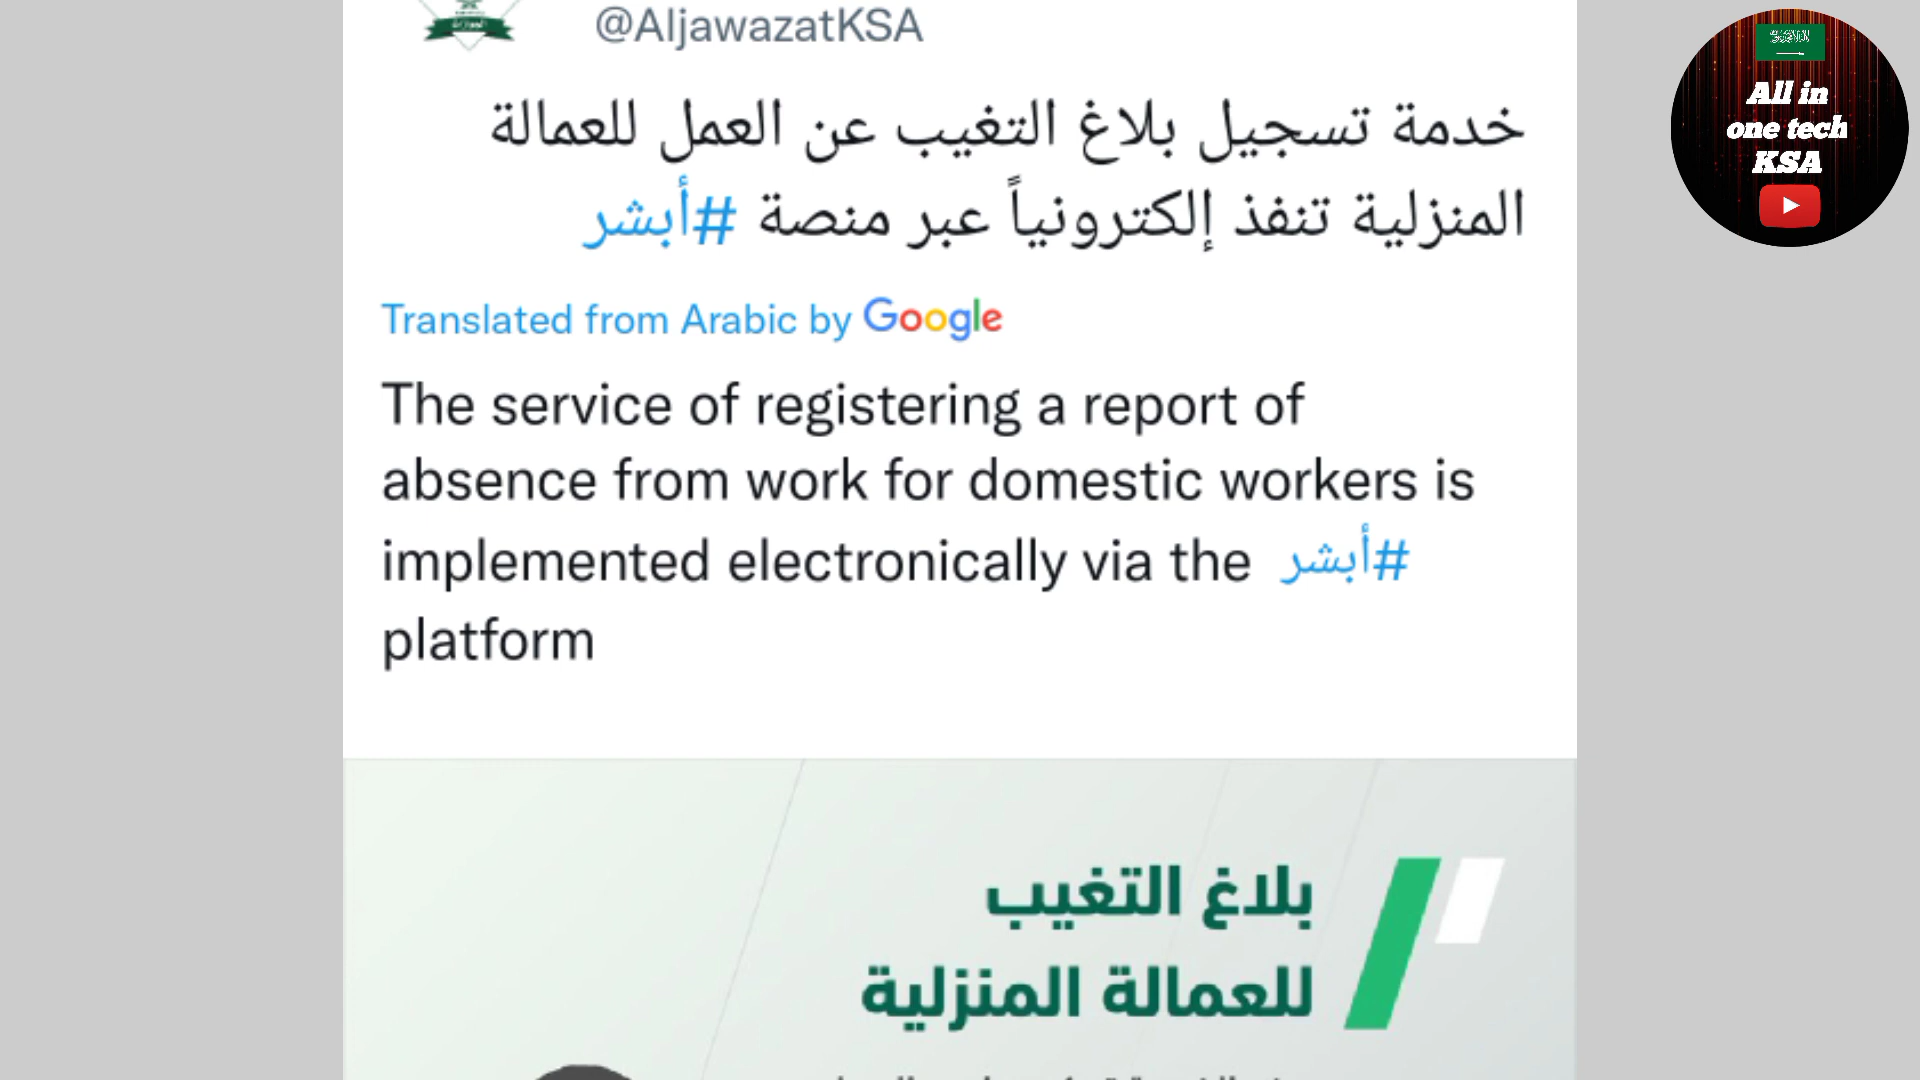 @AljawazatKSA
خدمة تسجيل بلاغ التغيب عن العمل للعمالة
المنزلية تنفذ إلكترونياً عبر منصة #أبشر
Translated from Arabic by Google
The service of registering a report of
absence from work for domestic workers is
implemented electronically via the #أبشر
platform
بلاغ التغيب
للعمالة المنزلية
All in
one tech
KSA